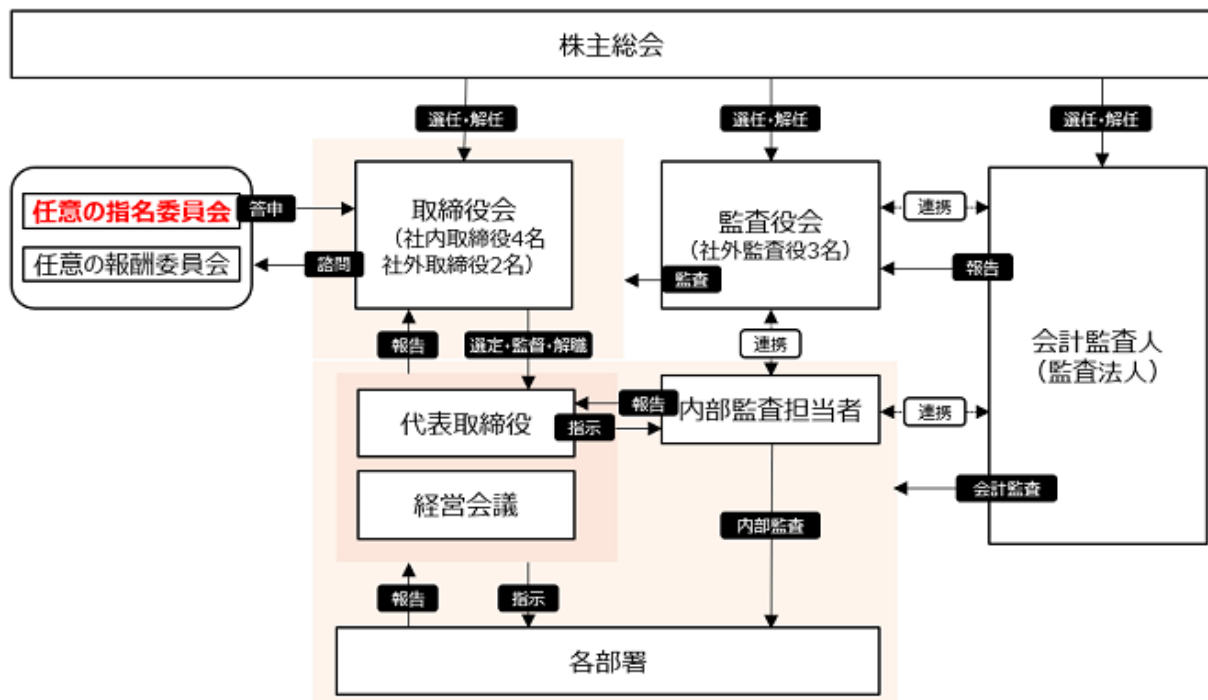 株主総会
選任・解任
選任・解任
選任・解任
任意の指名委員会
答申
任意の報酬委員会
諮問
取締役会
（社内取締役4名
社外取締役2名）
監査役会
（社外監査役3名）
連携
監査
報告
会計監査人
（監査法人）
報告
選定・監督・解職
連携
代表取締役
報告
指示
内部監査担当者
連携
経営会議
会計監査
内部監査
報告
指示
各部署